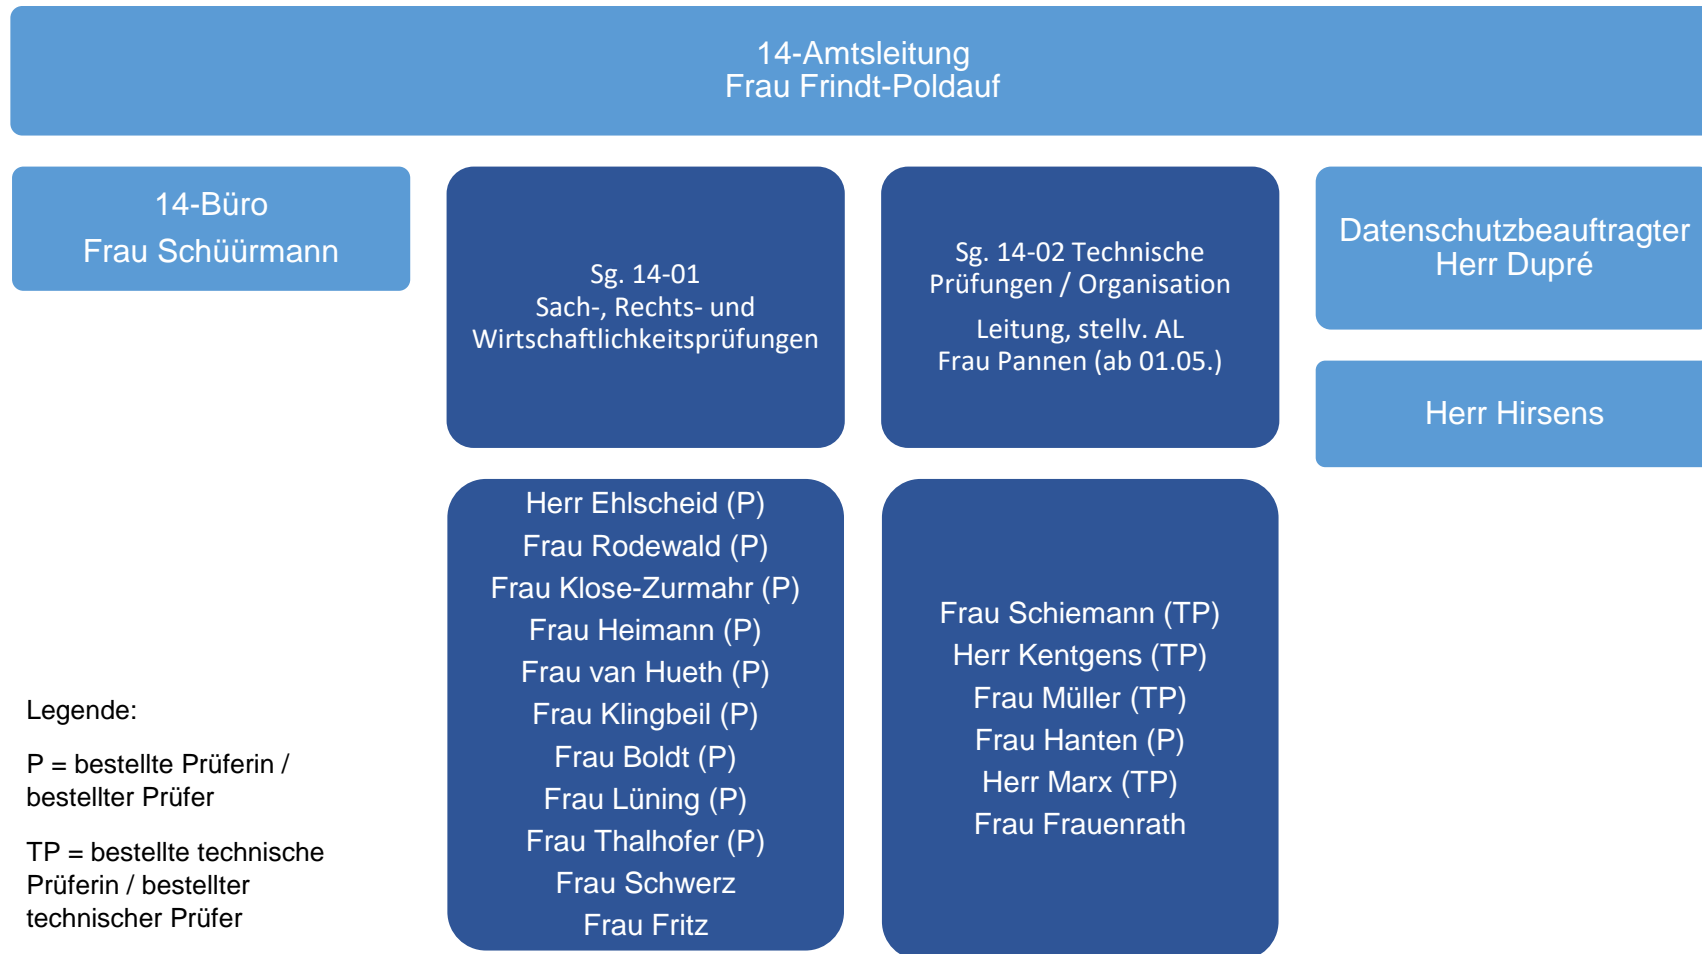 14-Amtsleitung
Frau Frindt-Poldauf
14-Büro
Frau Schüürmann
Sg. 14-01
Sach-, Rechts- und
Wirtschaftlichkeitsprüfungen
Sg. 14-02 Technische
Prüfungen / Organisation
Leitung, stellv. AL
Frau Pannen (ab 01.05.)
Datenschutzbeauftragter
Herr Dupré
Herr Hirsens
Herr Ehlscheid (P)
Frau Rodewald (P)
Frau Klose-Zurmahr (P)
Frau Heimann (P)
Frau van Hueth (P)
Frau Klingbeil (P)
Frau Boldt (P)
Frau Lüning (P)
Frau Thalhofer (P)
Frau Schwerz
Frau Fritz
Frau Schiemann (TP)
Herr Kentgens (TP)
Frau Müller (TP)
Frau Hanten (P)
Herr Marx (TP)
Frau Frauenrath
Legende:
P = bestellte Prüferin /
bestellter Prüfer
TP = bestellte technische
Prüferin / bestellter
technischer Prüfer